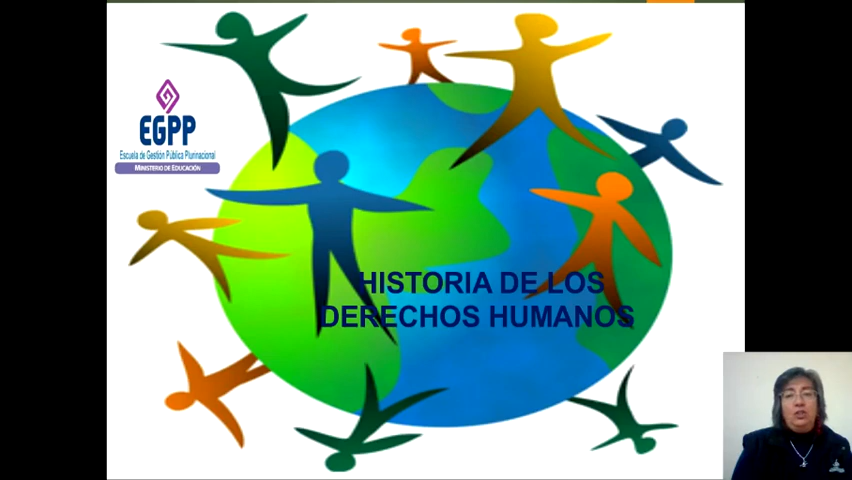 EGPP
Escuela de Gestión Pública Plurinacional
MINISTERIO DE EDUCACIÓN
HISTORIA DE LOS
DERECHOS HUMANOS